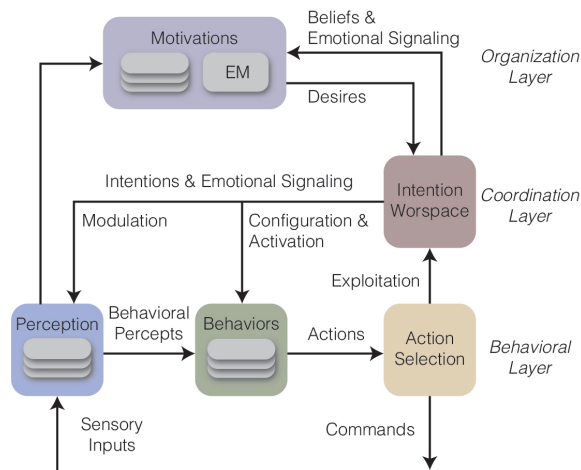 Motivations
EM
Beliefs &
Emotional Signaling
Organization
Layer
Desires
Intentions & Emotional Signaling
Intention
Worspace
Coordination
Layer
Modulation
Configuration &
Activation
Exploitation
Perception
Behavioral
Percepts
Behaviors
Actions
Action
Selection
Behavioral
Layer
Sensory
Inputs
Commands